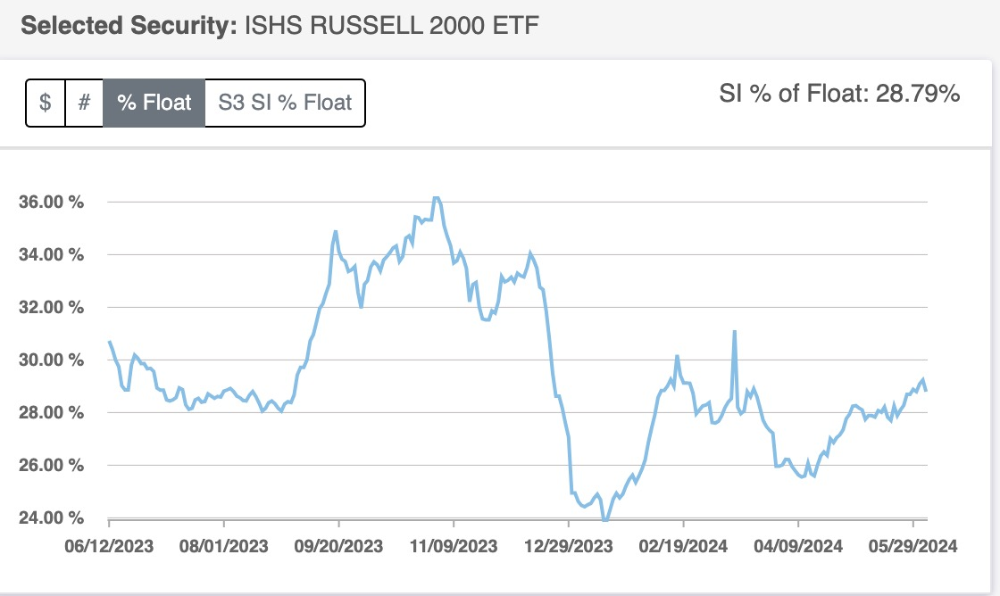 Selected Security: ISHS RUSSELL 2000 ETF
$ # % Float S3 SI % Float SI % of Float: 28.79%
36.00 %
34.00 %
32.00 %
30.00 %
28.00 %
26.00 %
24.00 %
06/12/2023 08/01/2023 09/20/2023 11/09/2023 12/29/2023 02/19/2024 04/09/2024 05/29/2024